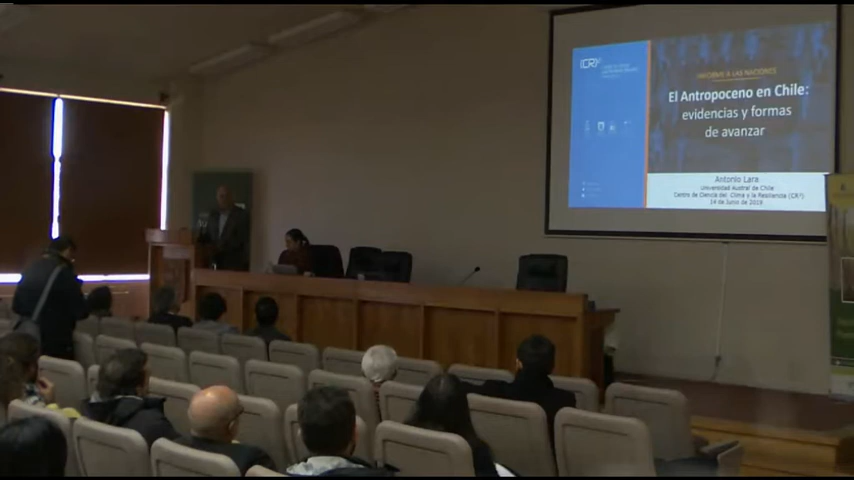 (CR)²
INFORME A LAS NACIONES
El Antropoceno en Chile:
evidencias y formas
de avanzar
Antonio Lara
Universidad Austral de Chile
Centro de Ciencia del Clima y la Resiliencia (CR²)
14 de Junio de 2019